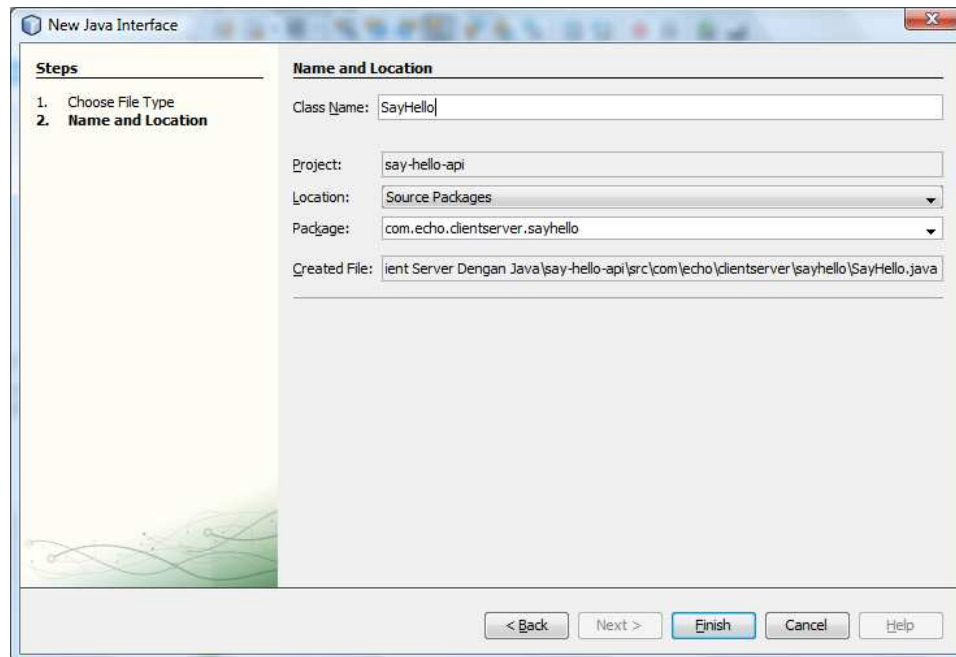 New Java Interface
Steps
1. Choose File Type
2. Name and Location
Name and Location
Class Name: SayHello
Project: say-hello-api
Location: Source Packages
Package: com.echo.clientserver.sayhello
Created File: ient Server Dengan Java\say-hello-api\src\com\echo\clientserver\sayhello\SayHello.java
< Back Next > Finish Cancel Help